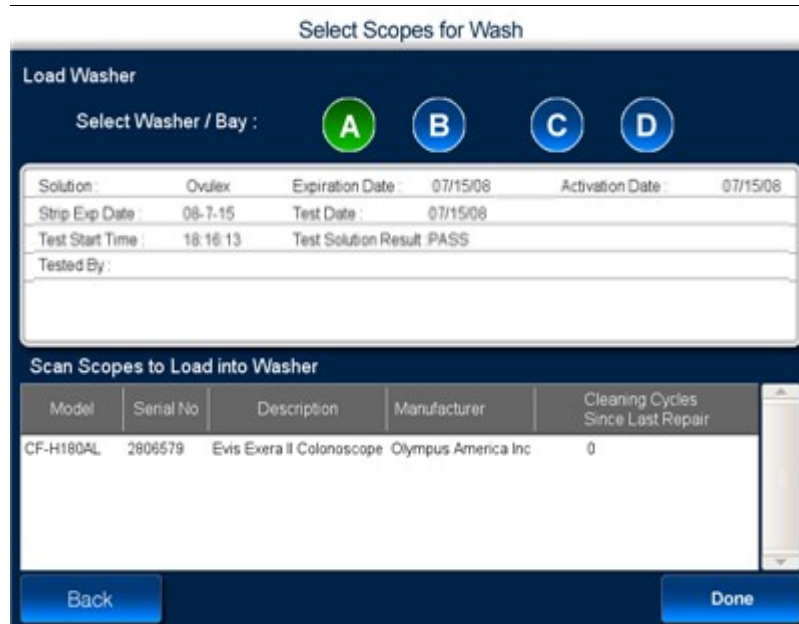 Select Scopes for Wash
Load Washer
Select Washer / Bay : A B C D
Solution : Ovulex Expiration Date : 07/15/08 Activation Date : 07/15/08
Strip Exp Date : 08-7-15 Test Date : 07/15/08
Test Start Time : 18:16:13 Test Solution Result :PASS
Tested By :
Scan Scopes to Load into Washer
Model Serial No Description Manufacturer Cleaning Cycles
Since Last Repair
CF-H180AL 2806579 Evis Exera II Colonoscope Olympus America Inc 0
Back Done